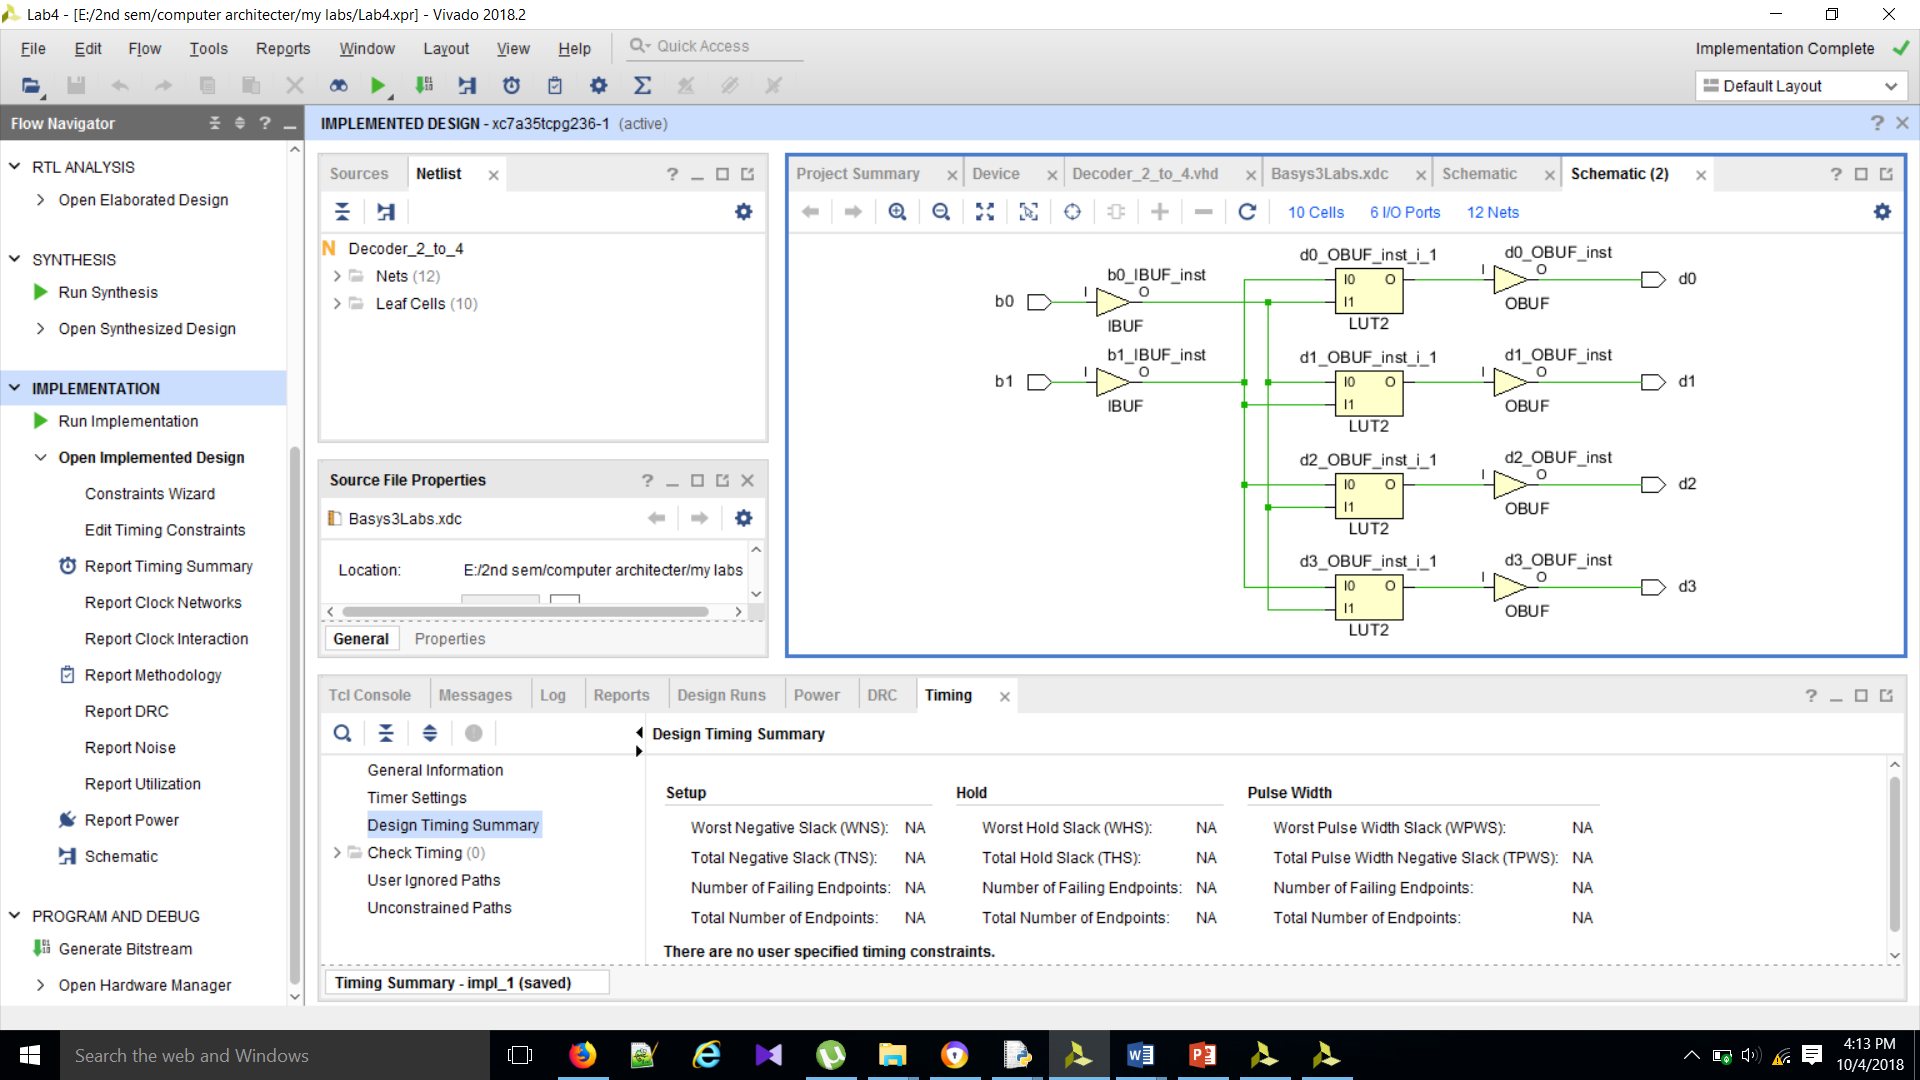 Lab4 - [E:/2nd sem/computer architecter/my labs/Lab4.xpr] - Vivado 2018.2
File Edit Flow Tools Reports Window Layout View Help Quick Access
Implementation Complete
Default Layout
Flow Navigator
RTL ANALYSIS
Open Elaborated Design
SYNTHESIS
Run Synthesis
Open Synthesized Design
IMPLEMENTATION
Run Implementation
Open Implemented Design
Constraints Wizard
Edit Timing Constraints
Report Timing Summary
Report Clock Networks
Report Clock Interaction
Report Methodology
Report DRC
Report Noise
Report Utilization
Report Power
Schematic
PROGRAM AND DEBUG
Generate Bitstream
Open Hardware Manager
IMPLEMENTED DESIGN - xc7a35tcpg236-1 (active)
Sources Netlist
N Decoder_2_to_4
Nets (12)
Leaf Cells (10)
Source File Properties
Basys3Labs.xdc
Location: E:/2nd sem/computer architecter/my labs
General Properties
Project Summary Device Decoder_2_to_4.vhd Basys3Labs.xdc Schematic Schematic (2)
10 Cells 6 I/O Ports 12 Nets
b0 I b0_IBUF_inst O IBUF
b1 I b1_IBUF_inst O IBUF
d0_OBUF_inst_i_1 I0 O I1 LUT2
d0_OBUF_inst I O OBUF d0
d1_OBUF_inst_i_1 I0 O I1 LUT2
d1_OBUF_inst I O OBUF d1
d2_OBUF_inst_i_1 I0 O I1 LUT2
d2_OBUF_inst I O OBUF d2
d3_OBUF_inst_i_1 I0 O I1 LUT2
d3_OBUF_inst I O OBUF d3
Tcl Console Messages Log Reports Design Runs Power DRC Timing
General Information
Timer Settings
Design Timing Summary
Check Timing (0)
User Ignored Paths
Unconstrained Paths
Design Timing Summary
Setup Hold Pulse Width
Worst Negative Slack (WNS): NA Worst Hold Slack (WHS): NA Worst Pulse Width Slack (WPWS): NA
Total Negative Slack (TNS): NA Total Hold Slack (THS): NA Total Pulse Width Negative Slack (TPWS): NA
Number of Failing Endpoints: NA Number of Failing Endpoints: NA Number of Failing Endpoints: NA
Total Number of Endpoints: NA Total Number of Endpoints: NA Total Number of Endpoints: NA
There are no user specified timing constraints.
Timing Summary - impl_1 (saved)
Search the web and Windows
4:13 PM
10/4/2018